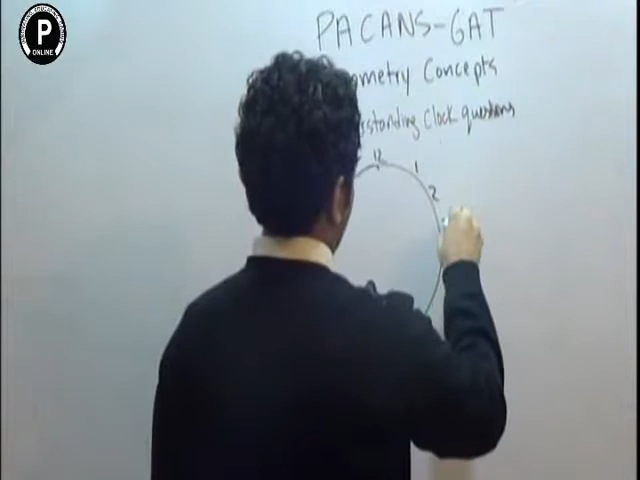 P
ONLINE
PACANS-GAT
ometry Concepts
rstanding Clock questions
12
1
2